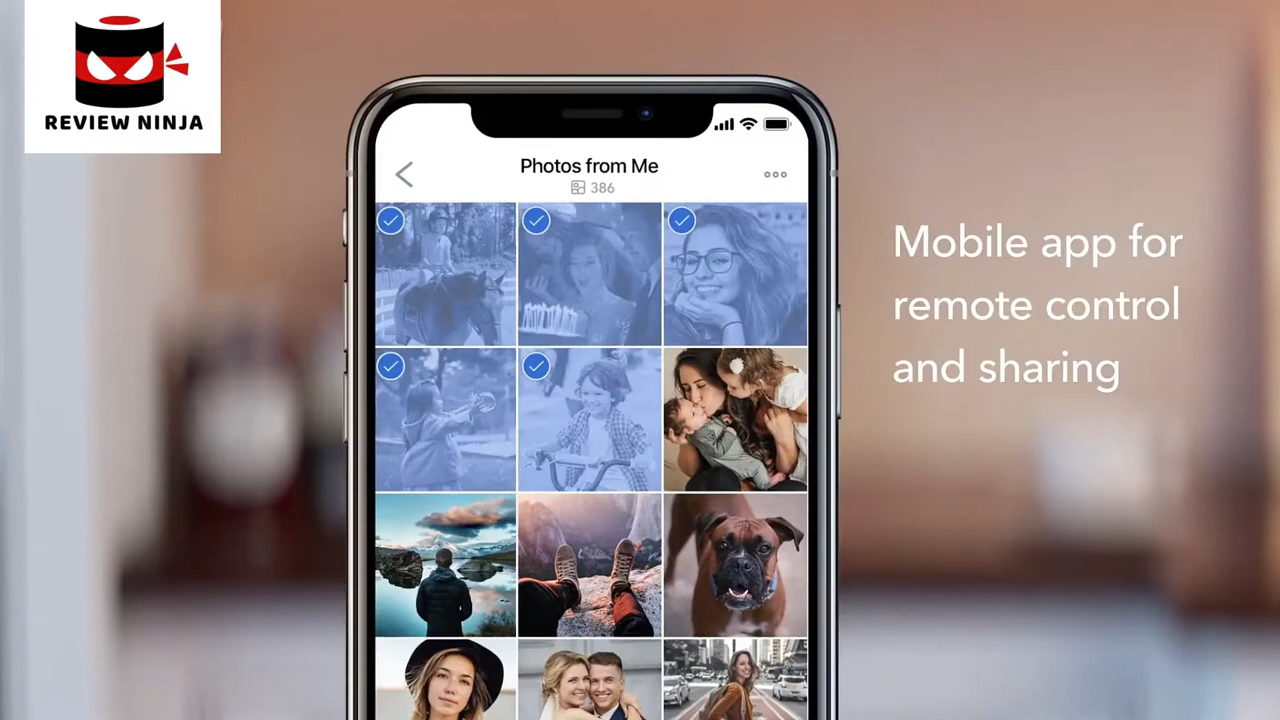 REVIEW NINJA
Photos from Me
386
Mobile app for
remote control
and sharing